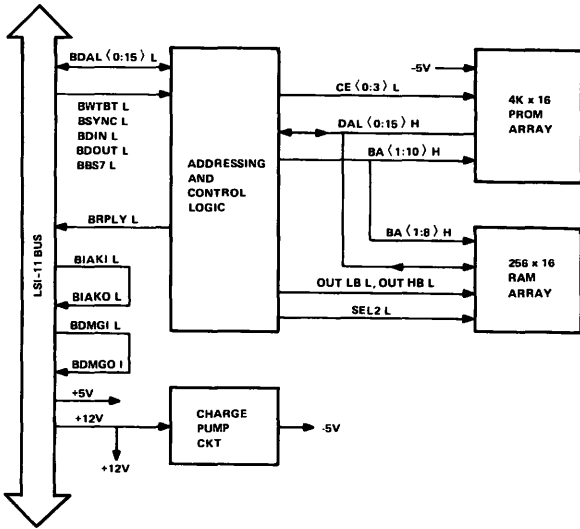 LSI-11 BUS
BDAL ⟨0:15⟩ L
BWTBT L
BSYNC L
BDIN L
BDOUT L
BBS7 L
BRPLY L
BIAKI L
BIAKO L
BDMGI L
BDMGO I
+5V
+12V
+12V
ADDRESSING
AND
CONTROL
LOGIC
CHARGE
PUMP
CKT
-5V
-5V
CE ⟨0:3⟩ L
DAL ⟨0:15⟩ H
BA ⟨1:10⟩ H
BA ⟨1:8⟩ H
OUT LB L, OUT HB L
SEL2 L
4K x 16
PROM
ARRAY
256 x 16
RAM
ARRAY